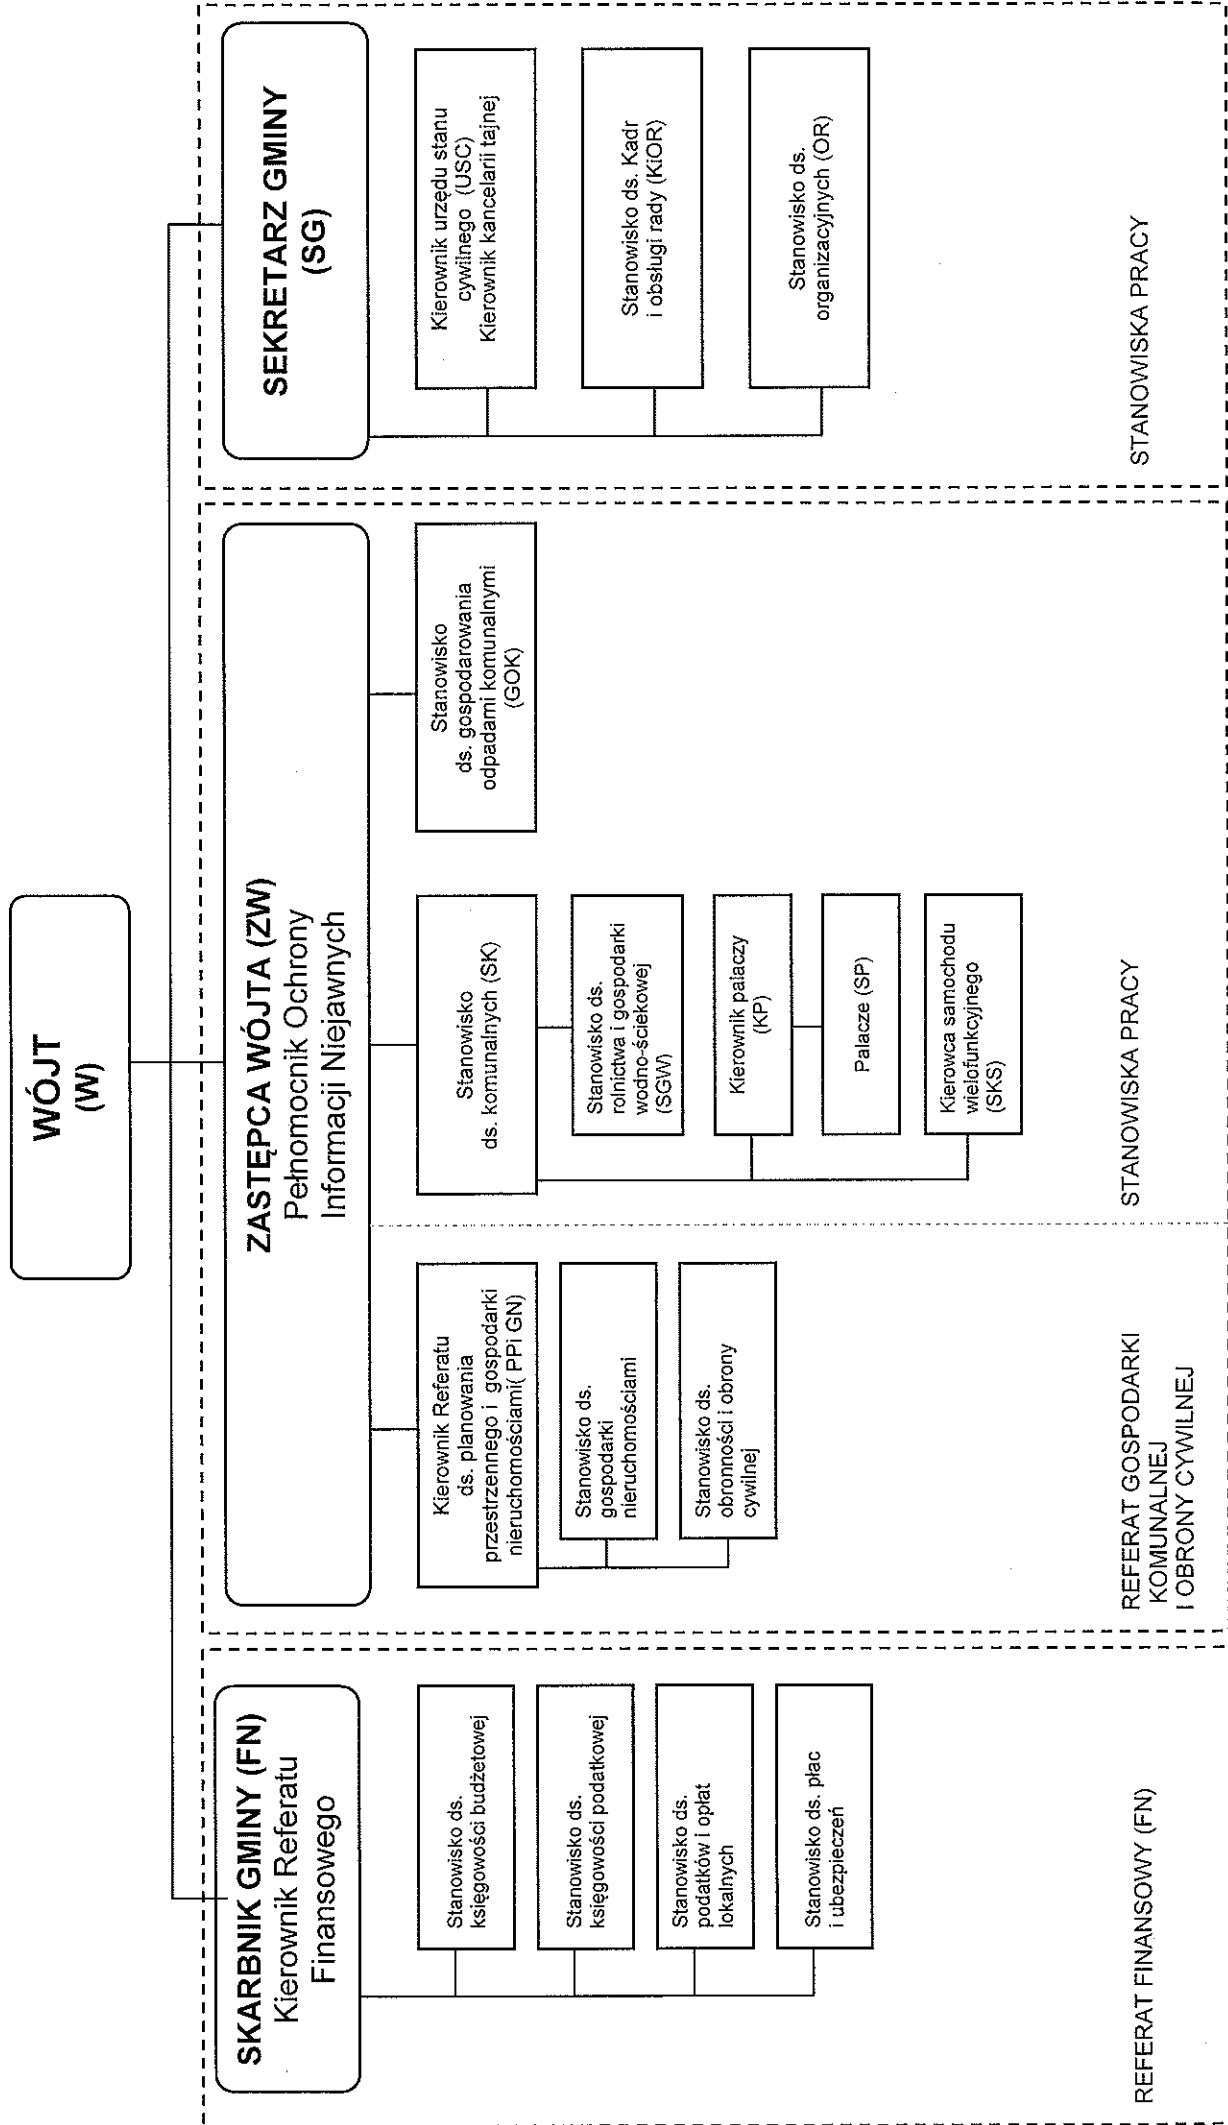 WÓJT
(W)
SKARBNIK GMINY (FN)
Kierownik Referatu
Finansowego
Stanowisko ds.
księgowości budżetowej
Stanowisko ds.
księgowości podatkowej
Stanowisko ds.
podatków i opłat
lokalnych
Stanowisko ds. płac
i ubezpieczeń
REFERAT FINANSOWY (FN)
ZASTĘPCA WÓJTA (ZW)
Pełnomocnik Ochrony
Informacji Niejawnych
Kierownik Referatu
ds. planowania
przestrzennego i gospodarki
nieruchomościami( PPi GN)
Stanowisko ds.
gospodarki
nieruchomościami
Stanowisko ds.
obronności i obrony
cywilnej
REFERAT GOSPODARKI
KOMUNALNEJ
I OBRONY CYWILNEJ
Stanowisko
ds. komunalnych (SK)
Stanowisko ds.
rolnictwa i gospodarki
wodno-ściekowej
(SGW)
Kierownik palaczy
(KP)
Palacze (SP)
Kierowca samochodu
wielofunkcyjnego
(SKS)
Stanowisko
ds. gospodarowania
odpadami komunalnymi
(GOK)
STANOWISKA PRACY
SEKRETARZ GMINY
(SG)
Kierownik urzędu stanu
cywilnego (USC)
Kierownik kancelarii tajnej
Stanowisko ds. Kadr
i obsługi rady (KiOR)
Stanowisko ds.
organizacyjnych (OR)
STANOWISKA PRACY